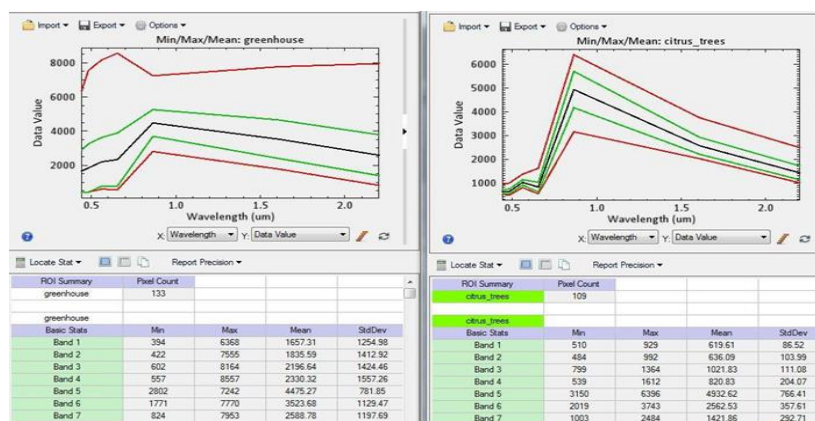 Import Export Options
Min/Max/Mean: greenhouse
Data Value
8000
6000
4000
2000
0.5 1.0 1.5 2.0
Wavelength (um)
X: Wavelength Y: Data Value
Locate Stat Report Precision
ROI Summary Pixel Count
greenhouse 133
greenhouse
Basic Stats Min Max Mean StdDev
Band 1 394 6368 1657.31 1254.98
Band 2 422 7555 1835.59 1412.92
Band 3 602 8164 2196.64 1424.46
Band 4 557 8557 2330.32 1557.26
Band 5 2802 7242 4475.27 781.85
Band 6 1771 7770 3523.68 1129.47
Band 7 824 7953 2588.78 1197.69
Import Export Options
Min/Max/Mean: citrus_trees
Data Value
6000
5000
4000
3000
2000
1000
0.5 1.0 1.5 2.0
Wavelength (um)
X: Wavelength Y: Data Value
Locate Stat Report Precision
ROI Summary Pixel Count
citrus_trees 109
citrus_trees
Basic Stats Min Max Mean StdDev
Band 1 510 929 619.61 86.52
Band 2 484 992 636.09 103.99
Band 3 799 1364 1021.83 111.08
Band 4 539 1612 820.83 204.07
Band 5 3150 6396 4932.62 766.41
Band 6 2019 3743 2562.53 357.61
Band 7 1003 2484 1421.86 292.71